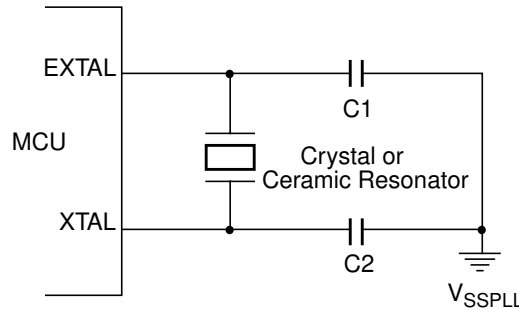 EXTAL
C1
MCU
Crystal or
Ceramic Resonator
XTAL
C2
VSSPLL